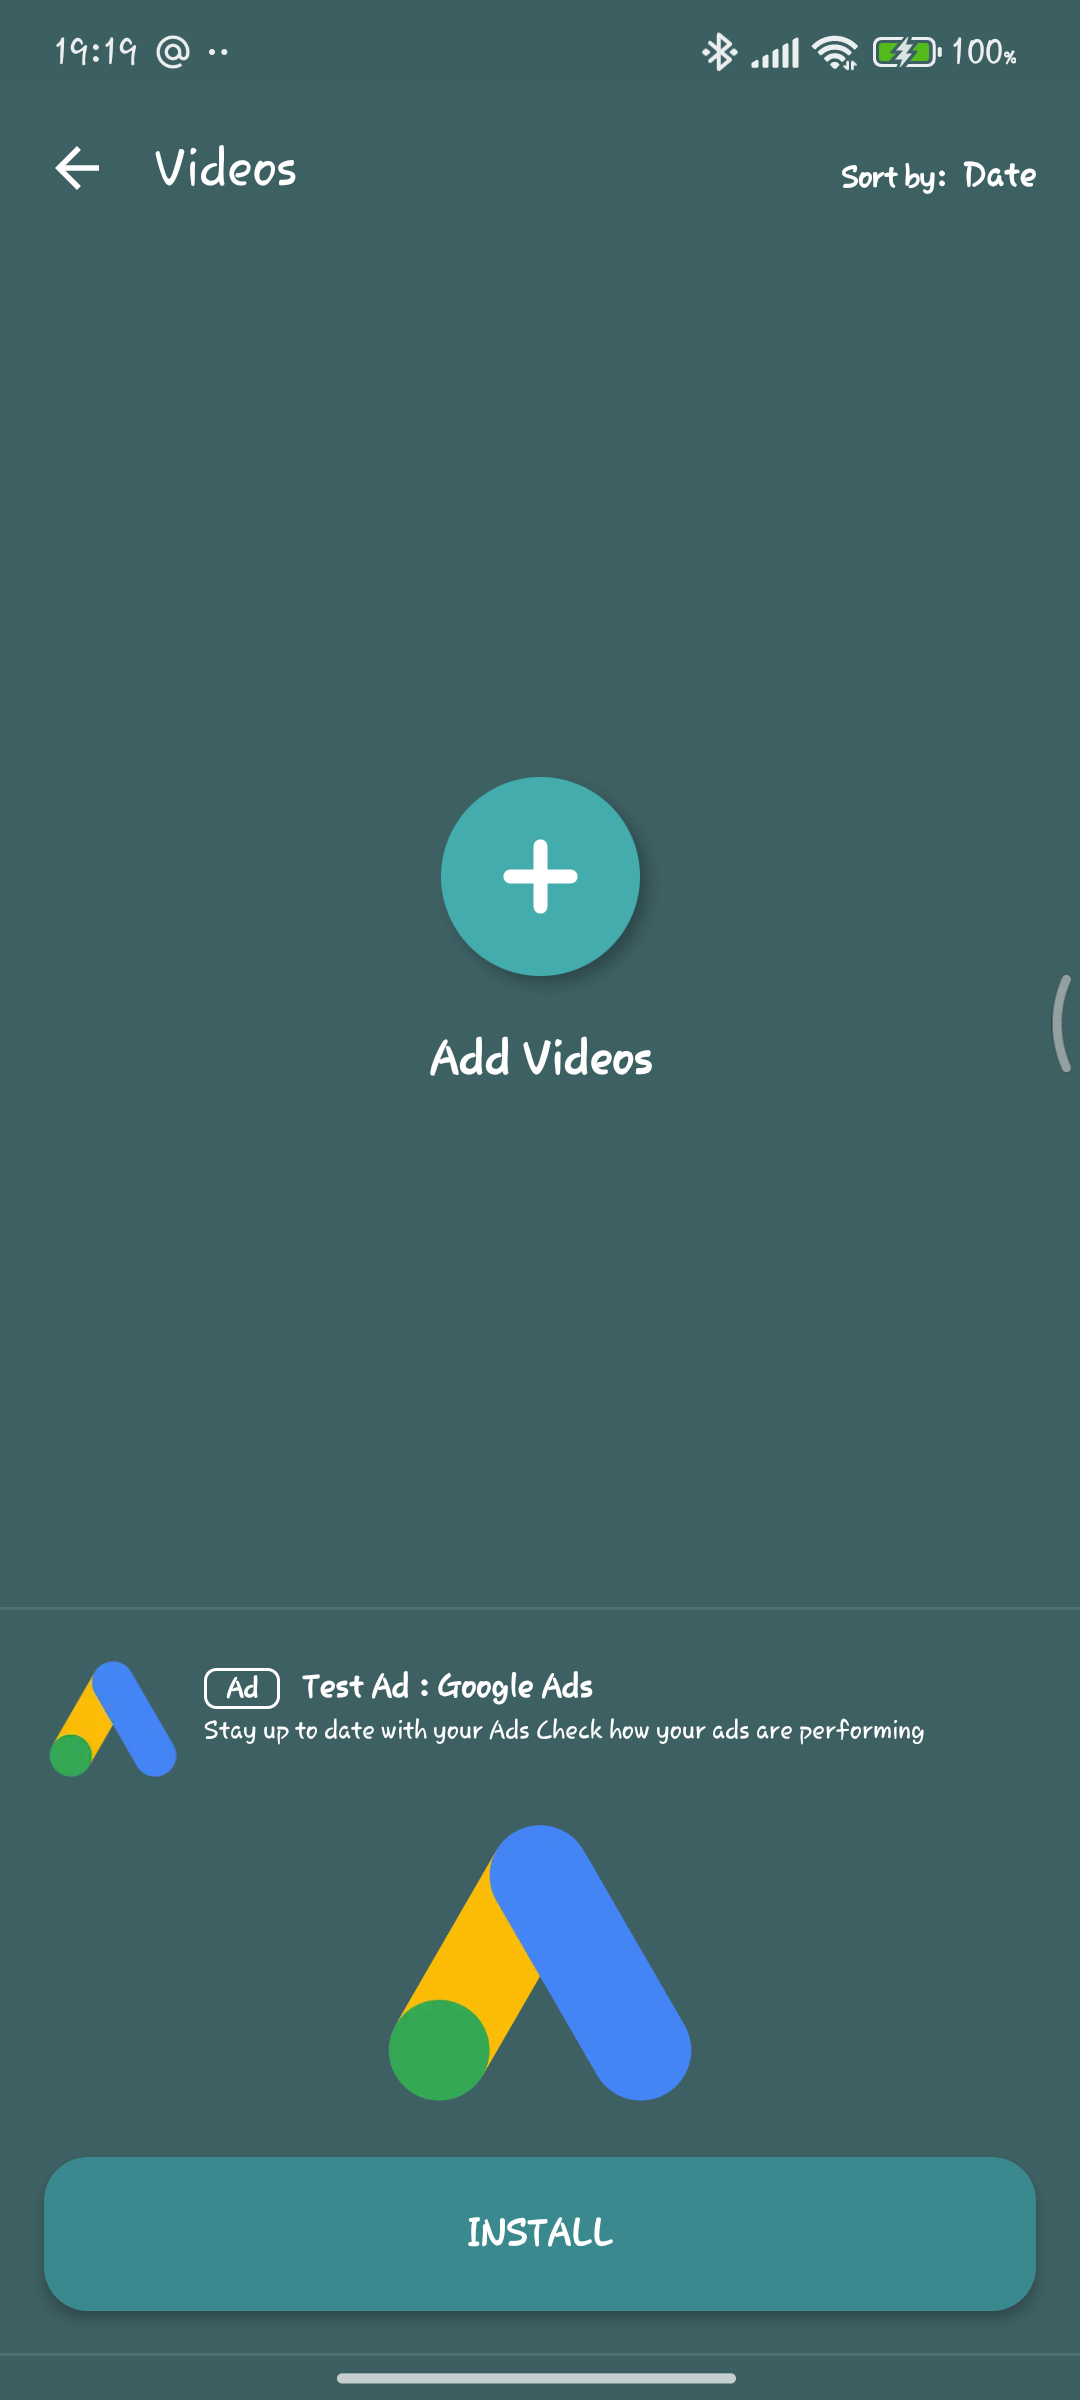 19:19 100%
Videos Sort by: Date
Add Videos
Ad Test Ad : Google Ads
Stay up to date with your Ads Check how your ads are performing
INSTALL